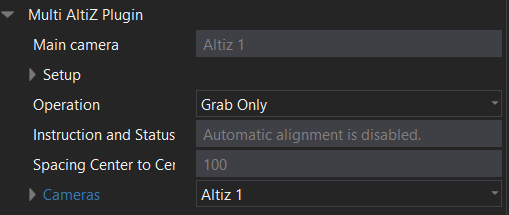 Multi AltiZ Plugin
Main camera Altiz 1
Setup
Operation Grab Only
Instruction and Status Automatic alignment is disabled.
Spacing Center to Cer 100
Cameras Altiz 1